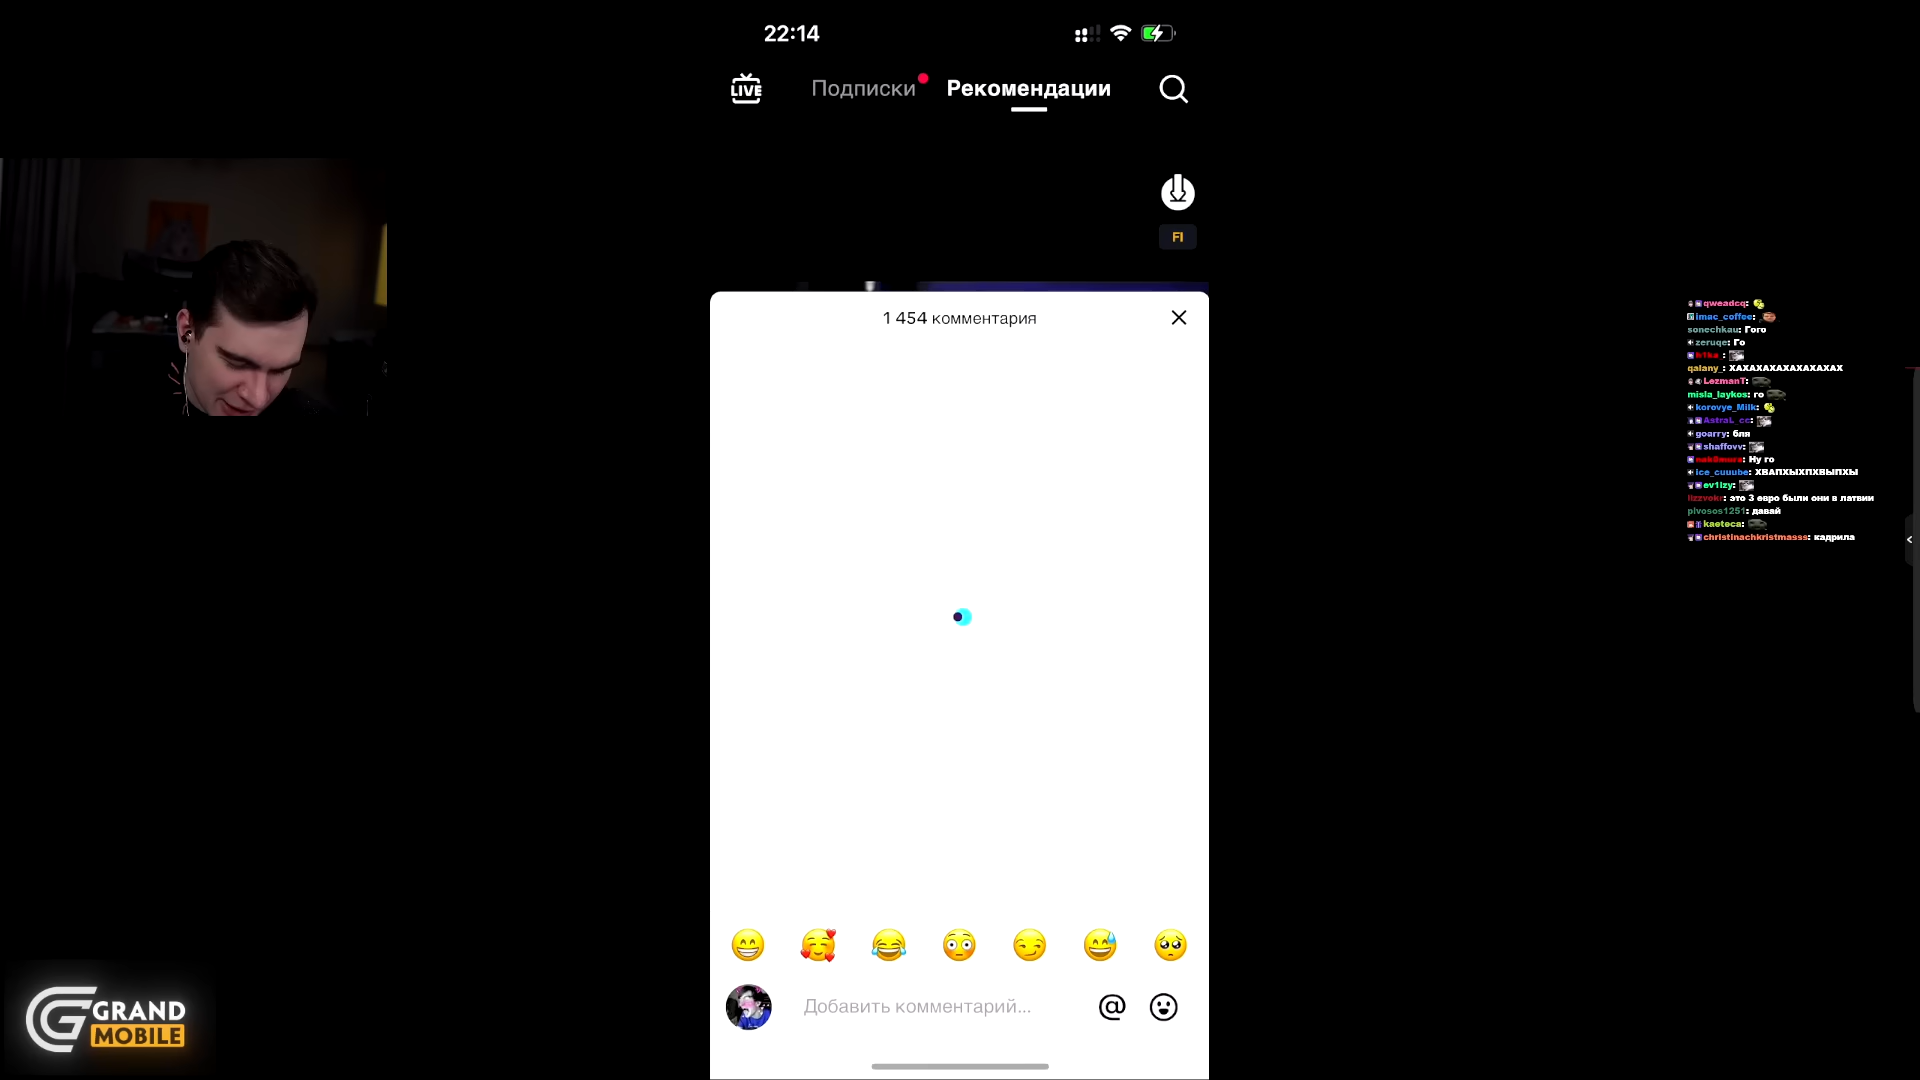 22:14
LIVE
Подписки
Рекомендации
FI
1 454 комментария
qweadcq:
imac_coffee:
sonechkau: Гого
zeruqe: Го
qalany_: ХАХАХАХАХАХАХАХАХ
LezmanT:
misla_laykos: го
korovye_Milk:
AstraL_cc:
goarry: бля
shaffovv:
: Ну го
ice_cuuube: ХВАПХЫХПХВЫПХЫ
ev1lzy:
lizzvokr: это 3 евро были они в латвии
pivosos1251: давай
kaeteca:
christinachkristmasss: кадрила
Добавить комментарий...
@
GRAND
MOBILE